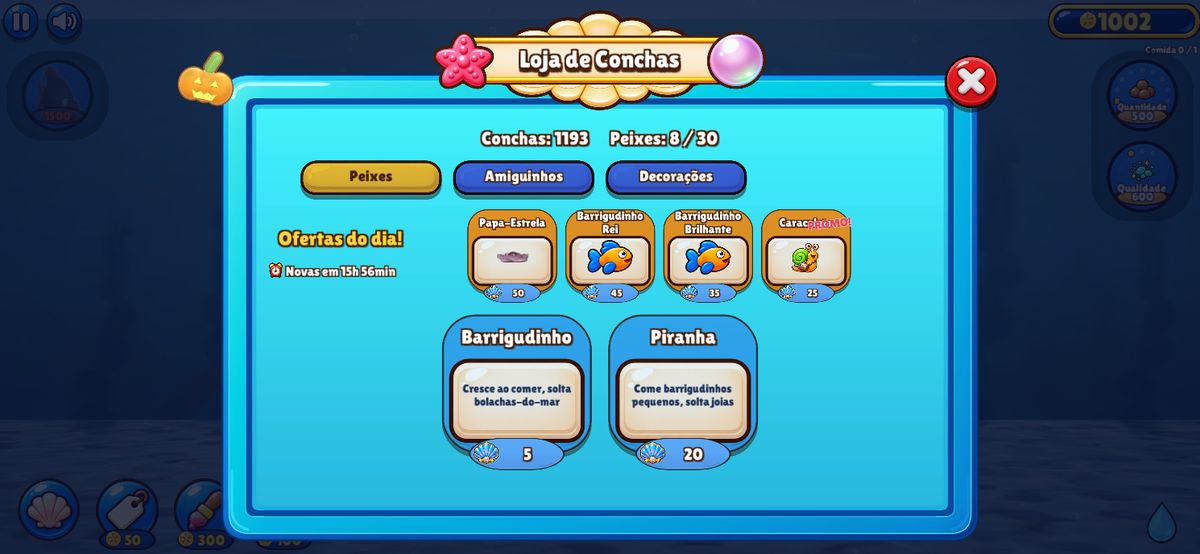 1002
Loja de Conchas
Comida 0 / 1
1500
Quantidade
500
Conchas: 1193 Peixes: 8 / 30
Peixes Amiguinhos Decorações
Qualidade
600
Ofertas do dia!
Novas em 15h 56min
Papa-Estrela
50
Barrigudinho
Rei
45
Barrigudinho
Brilhante
35
PROMO!
25
Barrigudinho
Cresce ao comer, solta
bolachas-do-mar
5
Piranha
Come barrigudinhos
pequenos, solta joias
20
50
300